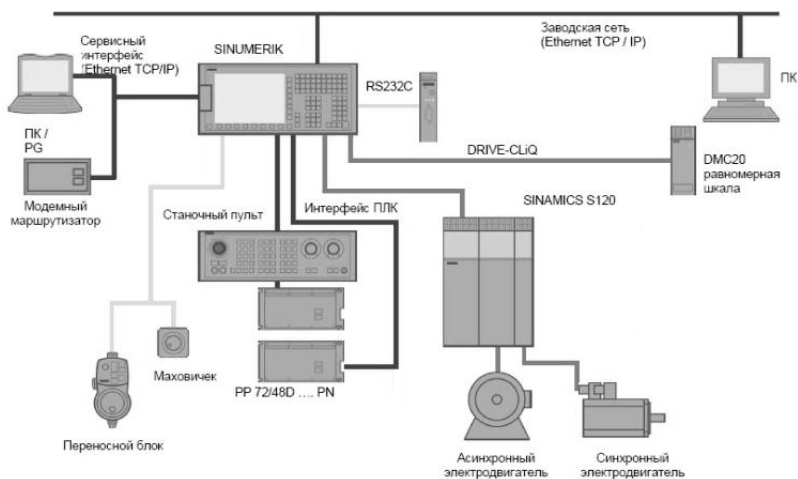 Заводская сеть
(Ethernet TCP / IP)
Сервисный
интерфейс
(Ethernet TCP/IP)
SINUMERIK
RS232C
ПК
ПК /
PG
DRIVE-CLiQ
DMC20
равномерная
шкала
Модемный
маршрутизатор
Станочный пульт
Интерфейс ПЛК
SINAMICS S120
Маховичек
PP 72/48D .... PN
Переносной блок
Асинхронный
электродвигатель
Синхронный
электродвигатель